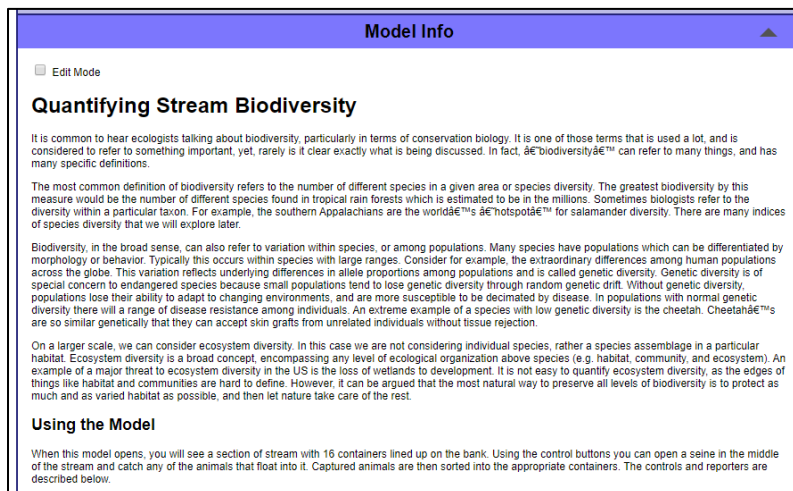 Model Info
Edit Mode
Quantifying Stream Biodiversity
It is common to hear ecologists talking about biodiversity, particularly in terms of conservation biology. It is one of those terms that is used a lot, and is
considered to refer to something important, yet, rarely is it clear exactly what is being discussed. In fact, â€˜biodiversityâ€™ can refer to many things, and has
many specific definitions.
The most common definition of biodiversity refers to the number of different species in a given area or species diversity. The greatest biodiversity by this
measure would be the number of different species found in tropical rain forests which is estimated to be in the millions. Sometimes biologists refer to the
diversity within a particular taxon. For example, the southern Appalachians are the worldâ€™s â€˜hotspotâ€™ for salamander diversity. There are many indices
of species diversity that we will explore later.
Biodiversity, in the broad sense, can also refer to variation within species, or among populations. Many species have populations which can be differentiated by
morphology or behavior. Typically this occurs within species with large ranges. Consider for example, the extraordinary differences among human populations
across the globe. This variation reflects underlying differences in allele proportions among populations and is called genetic diversity. Genetic diversity is of
special concern to endangered species because small populations tend to lose genetic diversity through random genetic drift. Without genetic diversity,
populations lose their ability to adapt to changing environments, and are more susceptible to be decimated by disease. In populations with normal genetic
diversity there will a range of disease resistance among individuals. An extreme example of a species with low genetic diversity is the cheetah. Cheetahâ€™s
are so similar genetically that they can accept skin grafts from unrelated individuals without tissue rejection.
On a larger scale, we can consider ecosystem diversity. In this case we are not considering individual species, rather a species assemblage in a particular
habitat. Ecosystem diversity is a broad concept, encompassing any level of ecological organization above species (e.g. habitat, community, and ecosystem). An
example of a major threat to ecosystem diversity in the US is the loss of wetlands to development. It is not easy to quantify ecosystem diversity, as the edges of
things like habitat and communities are hard to define. However, it can be argued that the most natural way to preserve all levels of biodiversity is to protect as
much and as varied habitat as possible, and then let nature take care of the rest.
Using the Model
When this model opens, you will see a section of stream with 16 containers lined up on the bank. Using the control buttons you can open a seine in the middle
of the stream and catch any of the animals that float into it. Captured animals are then sorted into the appropriate containers. The controls and reporters are
described below.